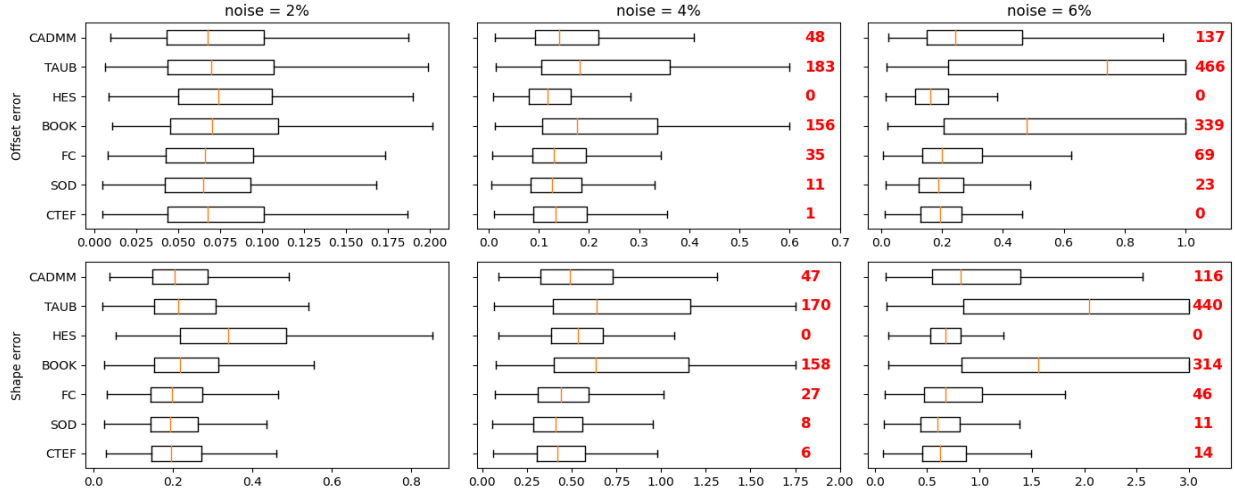 noise = 2%
noise = 4%
noise = 6%
Offset error
CADMM
TAUB
HES
BOOK
FC
SOD
CTEF
48
183
0
156
35
11
1
137
466
0
339
69
23
0
0.000 0.025 0.050 0.075 0.100 0.125 0.150 0.175 0.200
0.0 0.1 0.2 0.3 0.4 0.5 0.6 0.7
0.0 0.2 0.4 0.6 0.8 1.0
Shape error
CADMM
TAUB
HES
BOOK
FC
SOD
CTEF
47
170
0
158
27
8
6
116
440
0
314
46
11
14
0.0 0.2 0.4 0.6 0.8
0.00 0.25 0.50 0.75 1.00 1.25 1.50 1.75 2.00
0.0 0.5 1.0 1.5 2.0 2.5 3.0